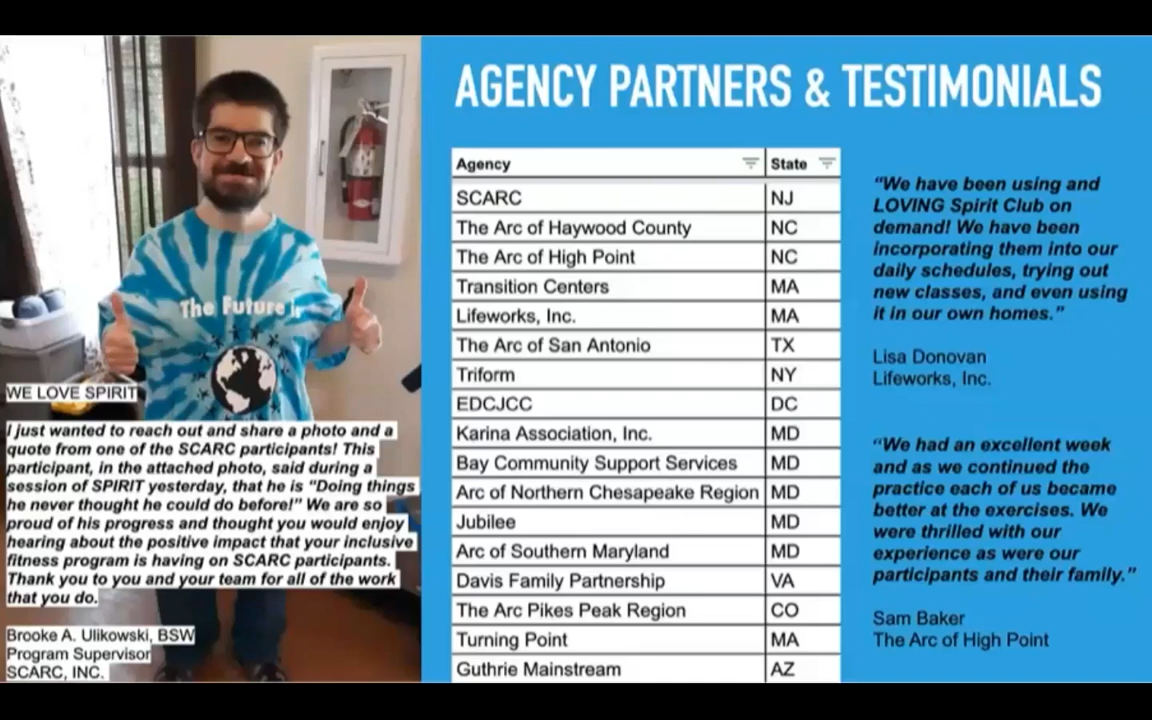 AGENCY PARTNERS & TESTIMONIALS
The Future is
WE LOVE SPIRIT
I just wanted to reach out and share a photo and a
quote from one of the SCARC participants! This
participant, in the attached photo, said during a
session of SPIRIT yesterday, that he is “Doing things
he never thought he could do before!” We are so
proud of his progress and thought you would enjoy
hearing about the positive impact that your inclusive
fitness program is having on SCARC participants.
Thank you to you and your team for all of the work
that you do.
Brooke A. Ulikowski, BSW
Program Supervisor
SCARC, INC.
Agency State
SCARC NJ
The Arc of Haywood County NC
The Arc of High Point NC
Transition Centers MA
Lifeworks, Inc. MA
The Arc of San Antonio TX
Triform NY
EDCJCC DC
Karina Association, Inc. MD
Bay Community Support Services MD
Arc of Northern Chesapeake Region MD
Jubilee MD
Arc of Southern Maryland MD
Davis Family Partnership VA
The Arc Pikes Peak Region CO
Turning Point MA
Guthrie Mainstream AZ
“We have been using and
LOVING Spirit Club on
demand! We have been
incorporating them into our
daily schedules, trying out
new classes, and even using
it in our own homes.”
Lisa Donovan
Lifeworks, Inc.
“We had an excellent week
and as we continued the
practice each of us became
better at the exercises. We
were thrilled with our
experience as were our
participants and their family.”
Sam Baker
The Arc of High Point